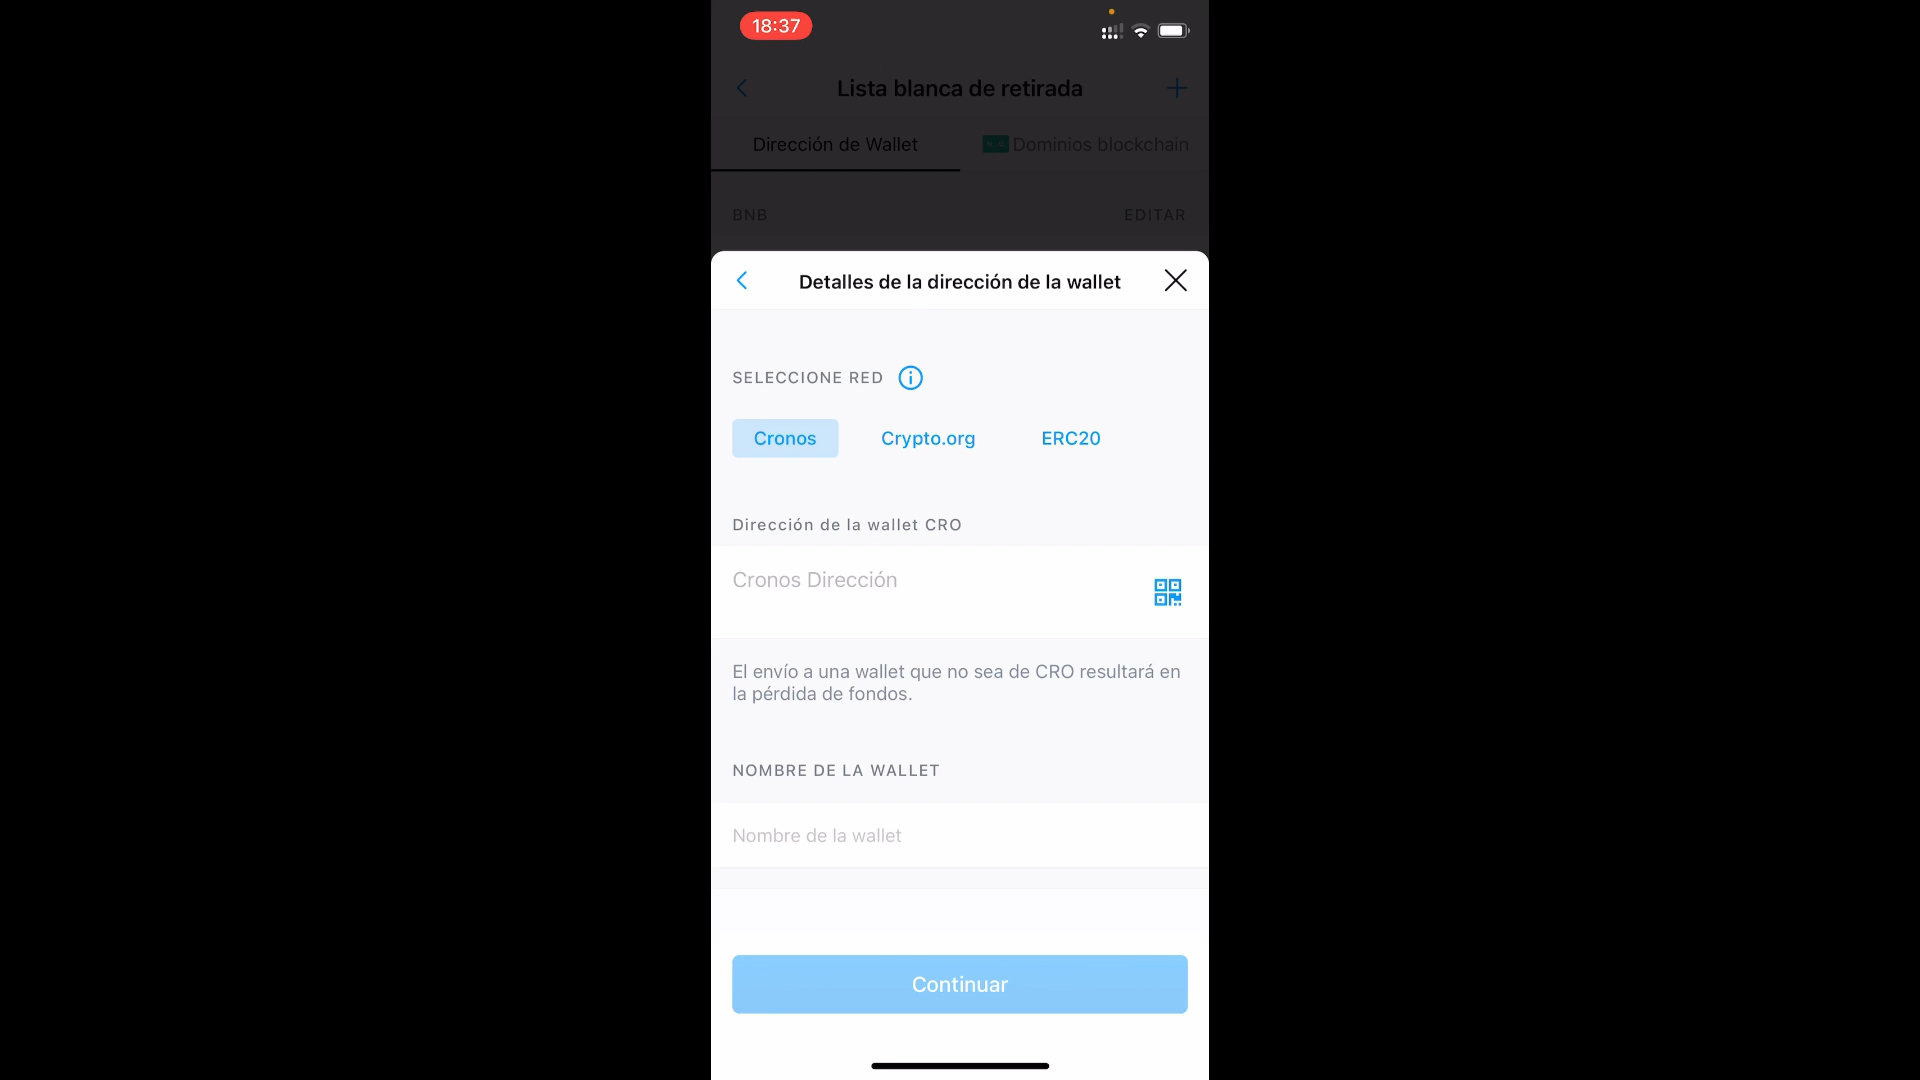 18:37
Lista blanca de retirada
Dirección de Wallet
Dominios blockchain
BNB
EDITAR
Detalles de la dirección de la wallet
SELECCIONE RED
Cronos
Crypto.org
ERC20
Dirección de la wallet CRO
Cronos Dirección
El envío a una wallet que no sea de CRO resultará en
la pérdida de fondos.
NOMBRE DE LA WALLET
Nombre de la wallet
Continuar